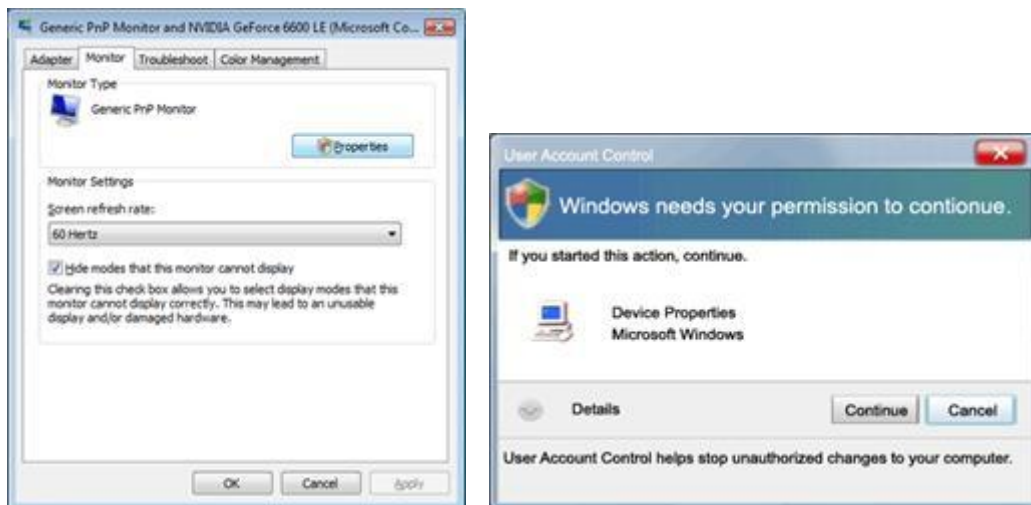 Generic PnP Monitor and NVIDIA GeForce 6600 LE (Microsoft Co...
Adapter Monitor Troubleshoot Color Management
Monitor Type
Generic PnP Monitor
Properties
Monitor Settings
Screen refresh rate:
60 Hertz
Hide modes that this monitor cannot display
Clearing this check box allows you to select display modes that this
monitor cannot display correctly. This may lead to an unusable
display and/or damaged hardware.
OK Cancel Apply
User Account Control
Windows needs your permission to contionue.
If you started this action, continue.
Device Properties
Microsoft Windows
Details Continue Cancel
User Account Control helps stop unauthorized changes to your computer.